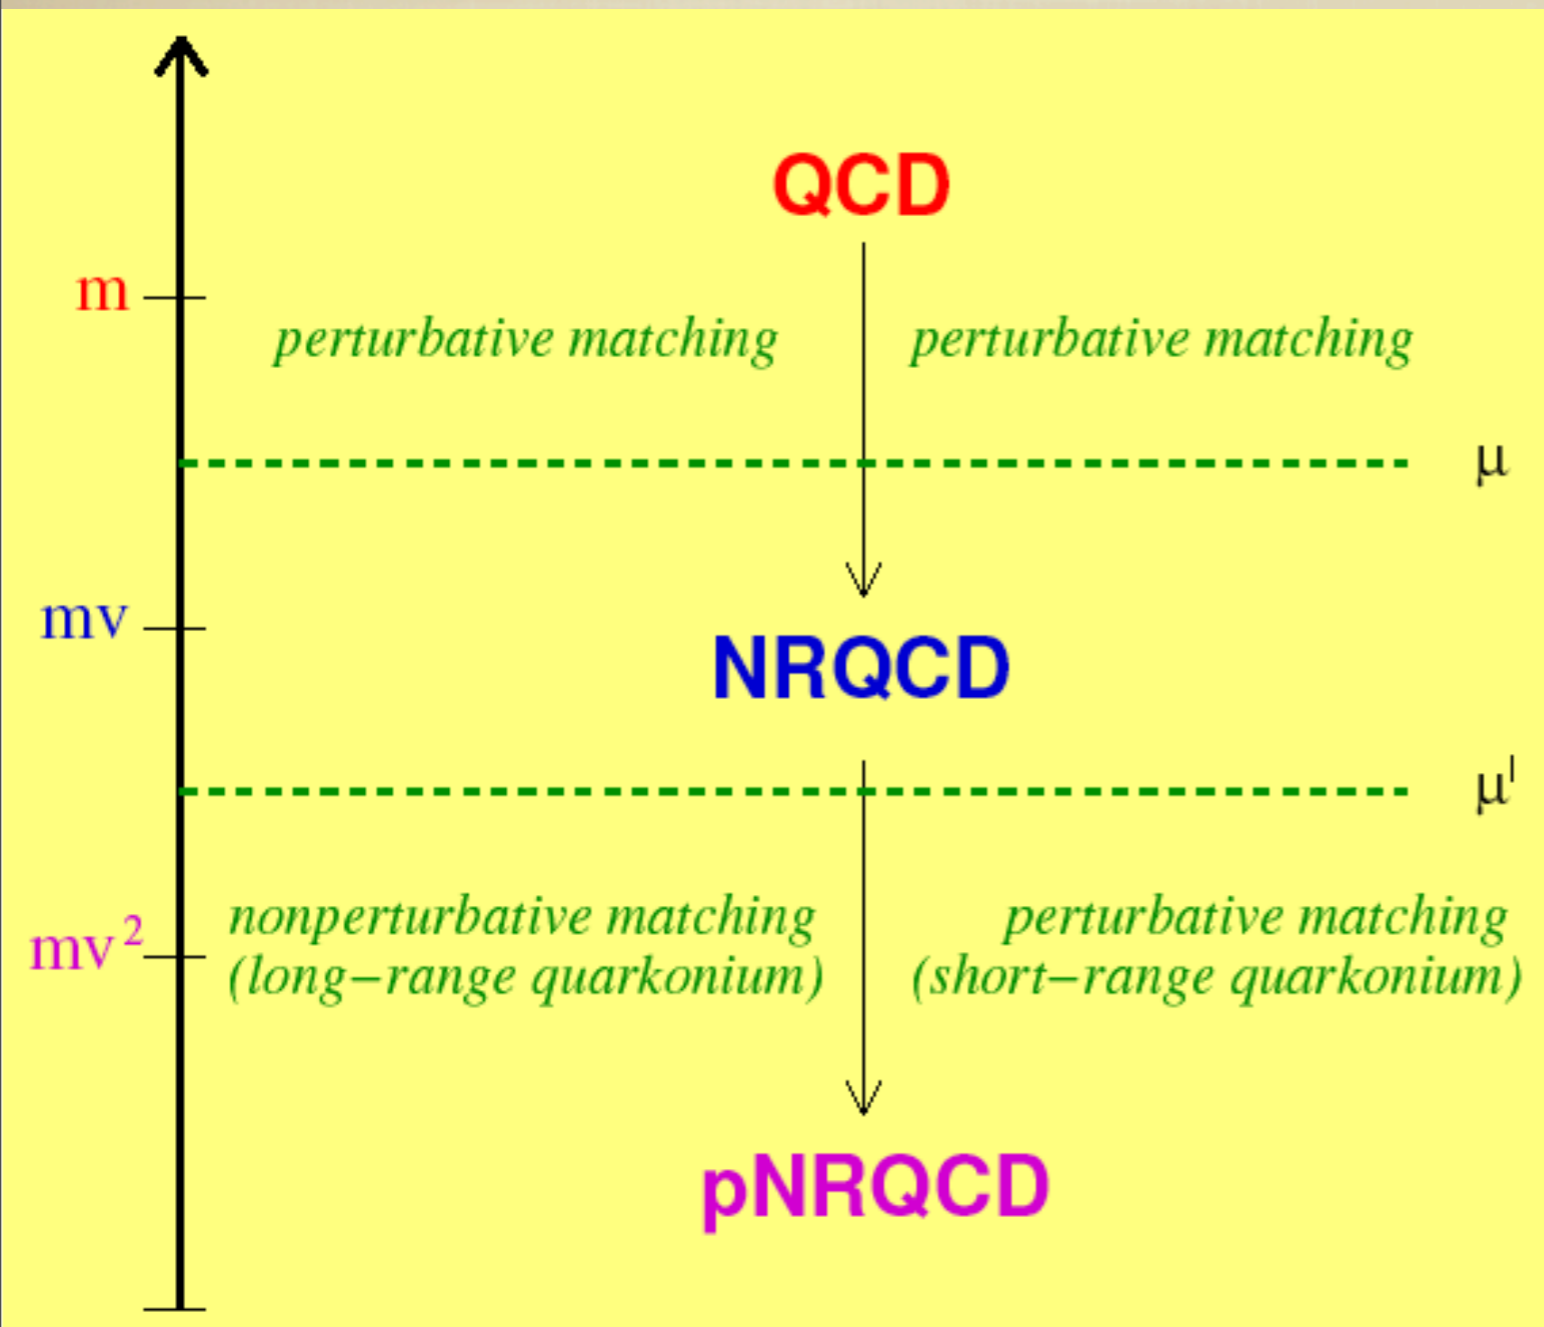 QCD
m
perturbative matching perturbative matching
μ
mv
NRQCD
μ'
nonperturbative matching perturbative matching
mv²
(long−range quarkonium) (short−range quarkonium)
pNRQCD